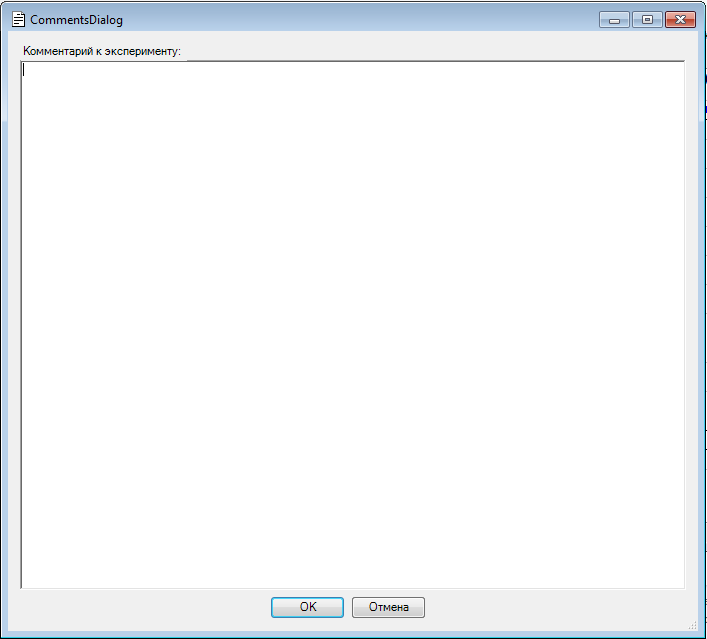 CommentsDialog
Комментарий к эксперименту:
OK
Отмена